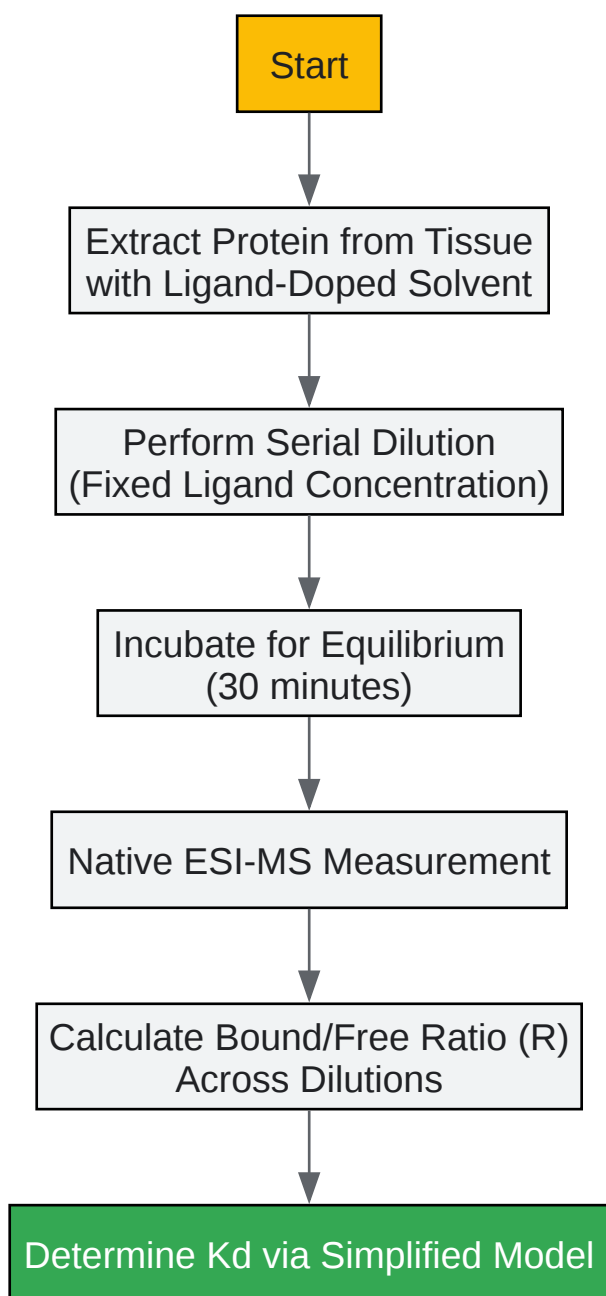 Start
Extract Protein from Tissue
with Ligand-Doped Solvent
Perform Serial Dilution
(Fixed Ligand Concentration)
Incubate for Equilibrium
(30 minutes)
Native ESI-MS Measurement
Calculate Bound/Free Ratio (R)
Across Dilutions
Determine Kd via Simplified Model